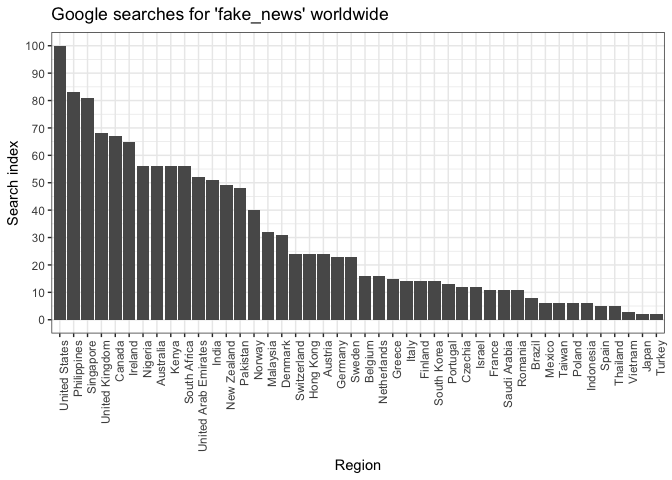 Google searches for 'fake_news' worldwide
100
90
80
70
60
50
40
30
20
10
0
Search index
United States
Philippines
Singapore
United Kingdom
Canada
Ireland
Nigeria
Australia
Kenya
South Africa
United Arab Emirates
India
New Zealand
Pakistan
Norway
Malaysia
Denmark
Switzerland
Hong Kong
Austria
Germany
Sweden
Belgium
Netherlands
Greece
Italy
Finland
South Korea
Portugal
Czechia
Israel
France
Saudi Arabia
Romania
Brazil
Mexico
Taiwan
Poland
Indonesia
Spain
Thailand
Vietnam
Japan
Turkey
Region